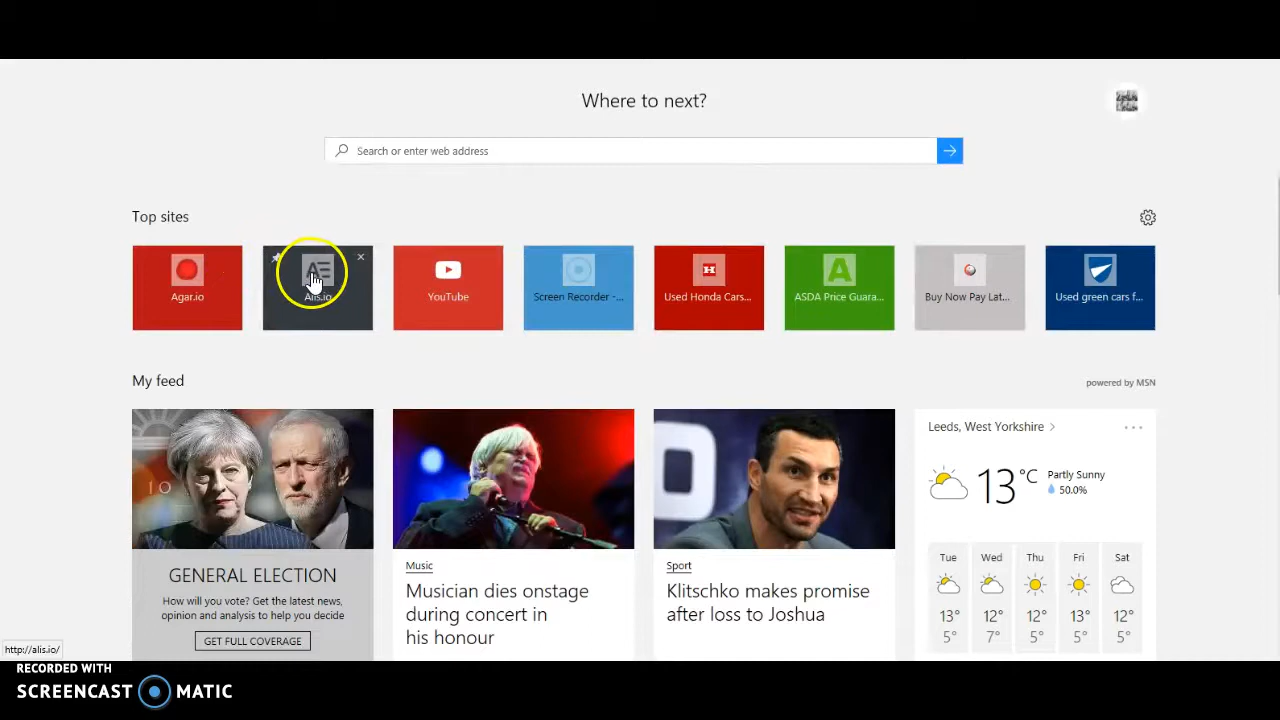 Where to next?
Search or enter web address
Top sites
Agar.io
Alis.io
YouTube
Screen Recorder -...
Used Honda Cars...
ASDA Price Guara...
Buy Now Pay Lat...
Used green cars f...
My feed
powered by MSN
GENERAL ELECTION
How will you vote? Get the latest news,
opinion and analysis to help you decide
GET FULL COVERAGE
Music
Musician dies onstage
during concert in
his honour
Sport
Klitschko makes promise
after loss to Joshua
Leeds, West Yorkshire
13°C
Partly Sunny
50.0%
Tue Wed Thu Fri Sat
13° 12° 12° 13° 12°
5° 7° 5° 5° 5°
http://alis.io/
RECORDED WITH
SCREENCAST MATIC